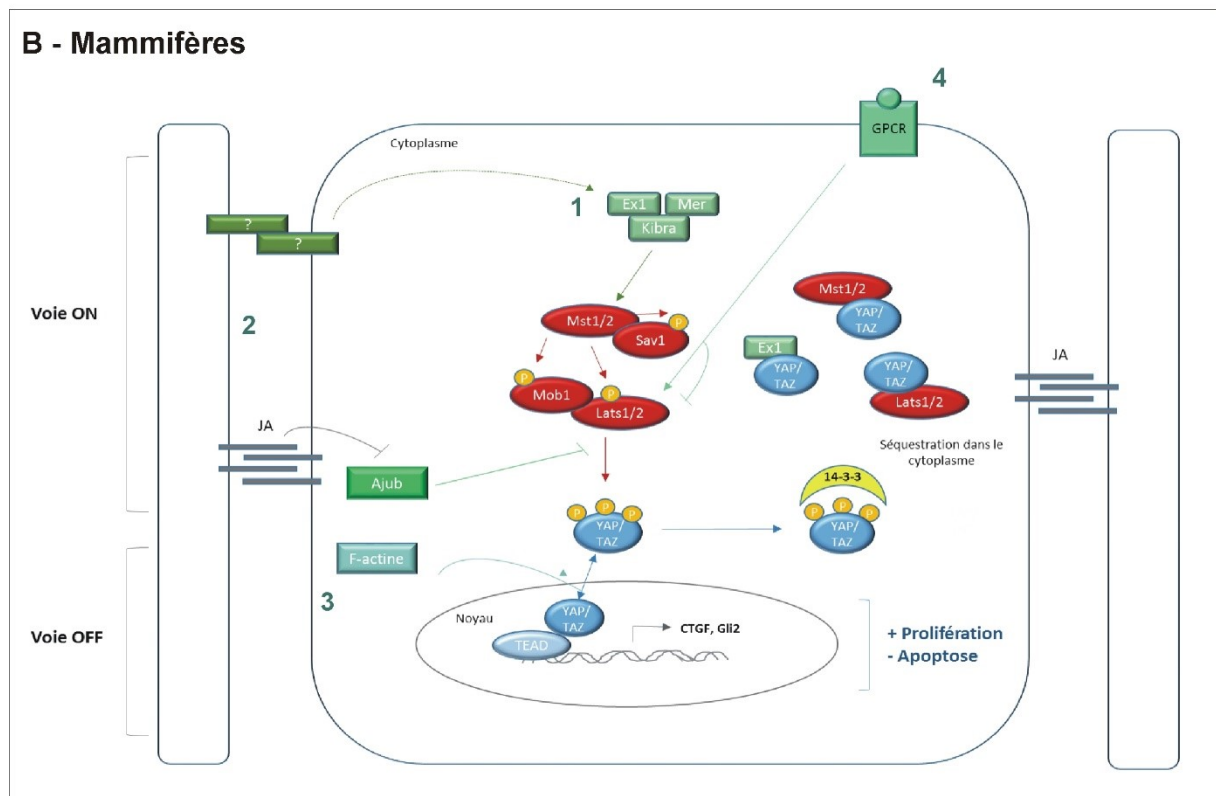 B - Mammifères
4
GPCR
Cytoplasme
1
Ex1
Mer
Kibra
?
?
Voie ON
2
Mst1/2
P
Sav1
P
Mob1
P
Lats1/2
Mst1/2
YAP/
TAZ
Ex1
YAP/
TAZ
YAP/
TAZ
Lats1/2
JA
JA
Séquestration dans le
cytoplasme
Ajub
14-3-3
P
P
P
YAP/
TAZ
P
P
P
YAP/
TAZ
F-actine
3
Voie OFF
Noyau
YAP/
TAZ
TEAD
CTGF, Gli2
+ Prolifération
- Apoptose